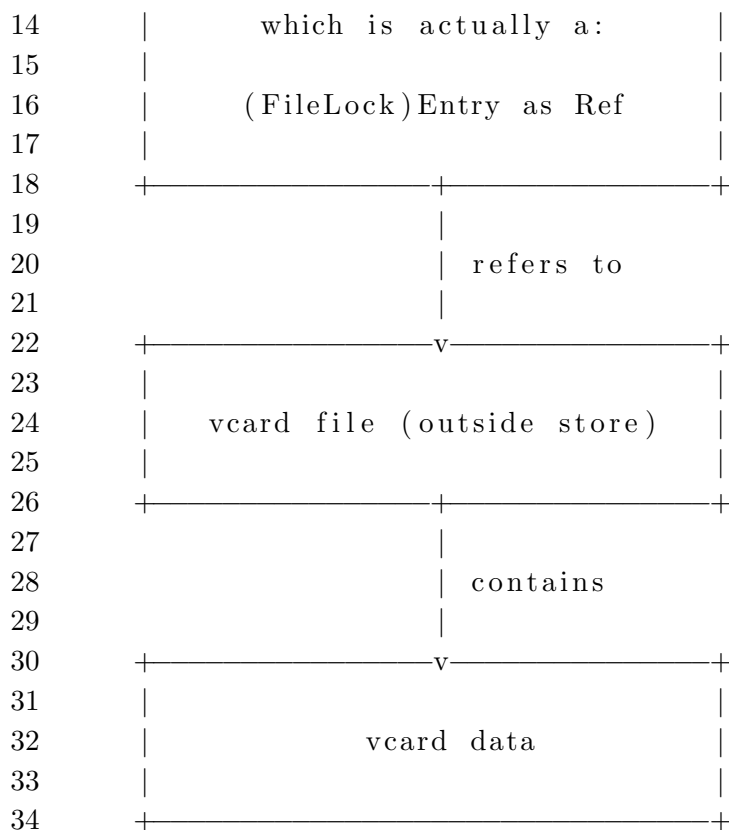 14 | which is actually a: |
15 | |
16 | (FileLock)Entry as Ref |
17 | |
18 +--------------------+------------------+
19 |
20 | refers to
21 |
22 +--------------------v------------------+
23 | |
24 | vcard file (outside store) |
25 | |
26 +--------------------+------------------+
27 |
28 | contains
29 |
30 +--------------------v------------------+
31 | |
32 | vcard data |
33 | |
34 +---------------------------------------+